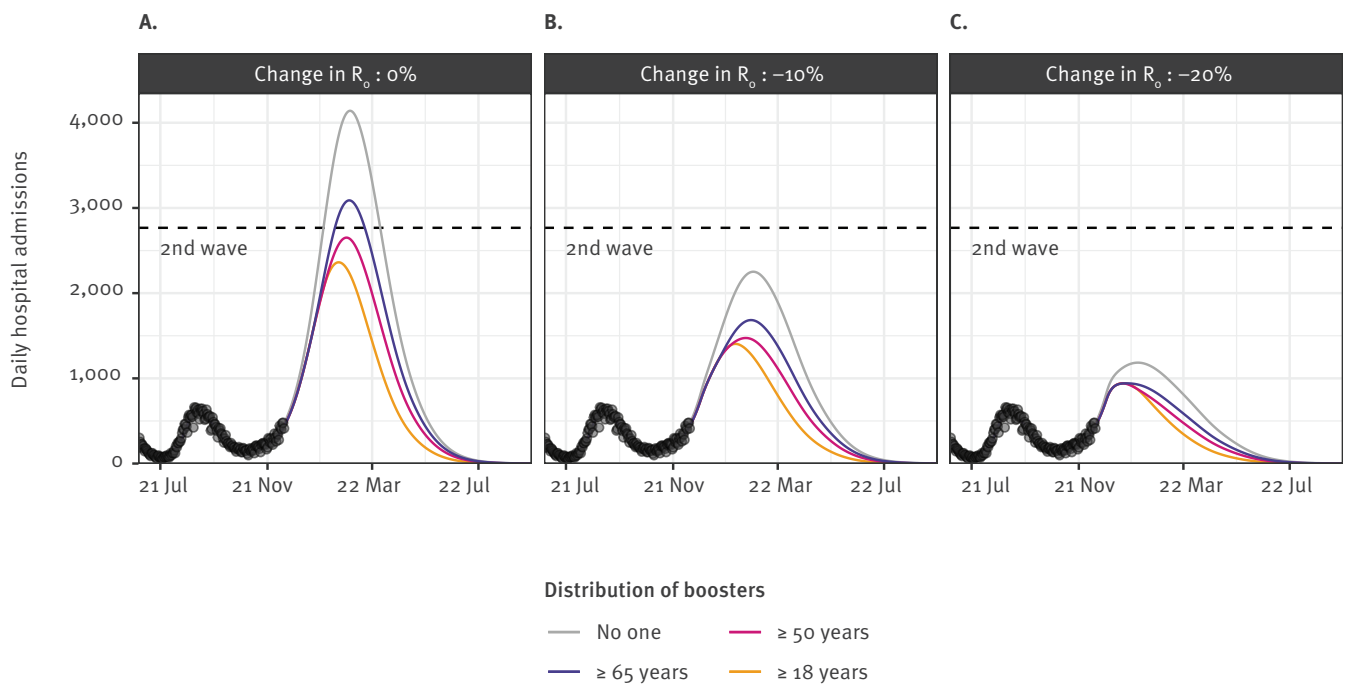 A.
B.
C.
Change in Ro : 0%
Change in Ro : –10%
Change in Ro : –20%
Daily hospital admissions
4,000
3,000
2,000
1,000
0
2nd wave
2nd wave
2nd wave
21 Jul
21 Nov
22 Mar
22 Jul
21 Jul
21 Nov
22 Mar
22 Jul
21 Jul
21 Nov
22 Mar
22 Jul
Distribution of boosters
No one
≥ 50 years
≥ 65 years
≥ 18 years